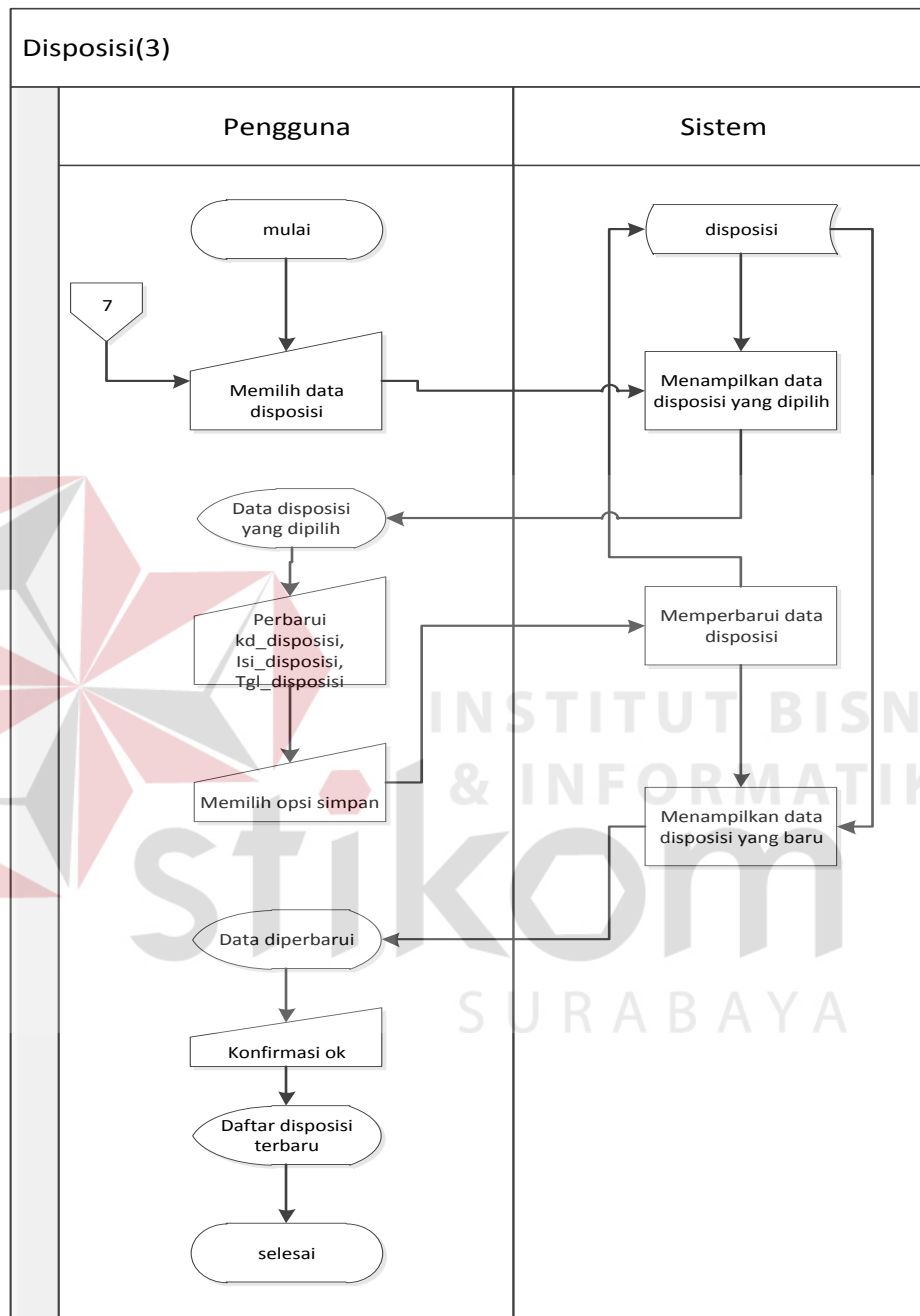 Disposisi(3)
Pengguna
Sistem
mulai
disposisi
7
Memilih data
disposisi
Menampilkan data
disposisi yang dipilih
Data disposisi
yang dipilih
Perbarui
kd_disposisi,
Isi_disposisi,
Tgl_disposisi
Memperbarui data
disposisi
Memilih opsi simpan
Menampilkan data
disposisi yang baru
Data diperbarui
Konfirmasi ok
Daftar disposisi
terbaru
selesai
INSTITUT BISN
& INFORMATIK
stikom
SURABAYA